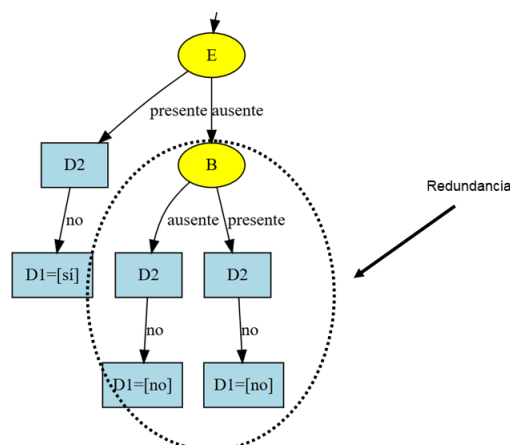 E
presente ausente
D2
B
Redundancia
no
ausente presente
D1=[sí]
D2
D2
no
no
D1=[no]
D1=[no]